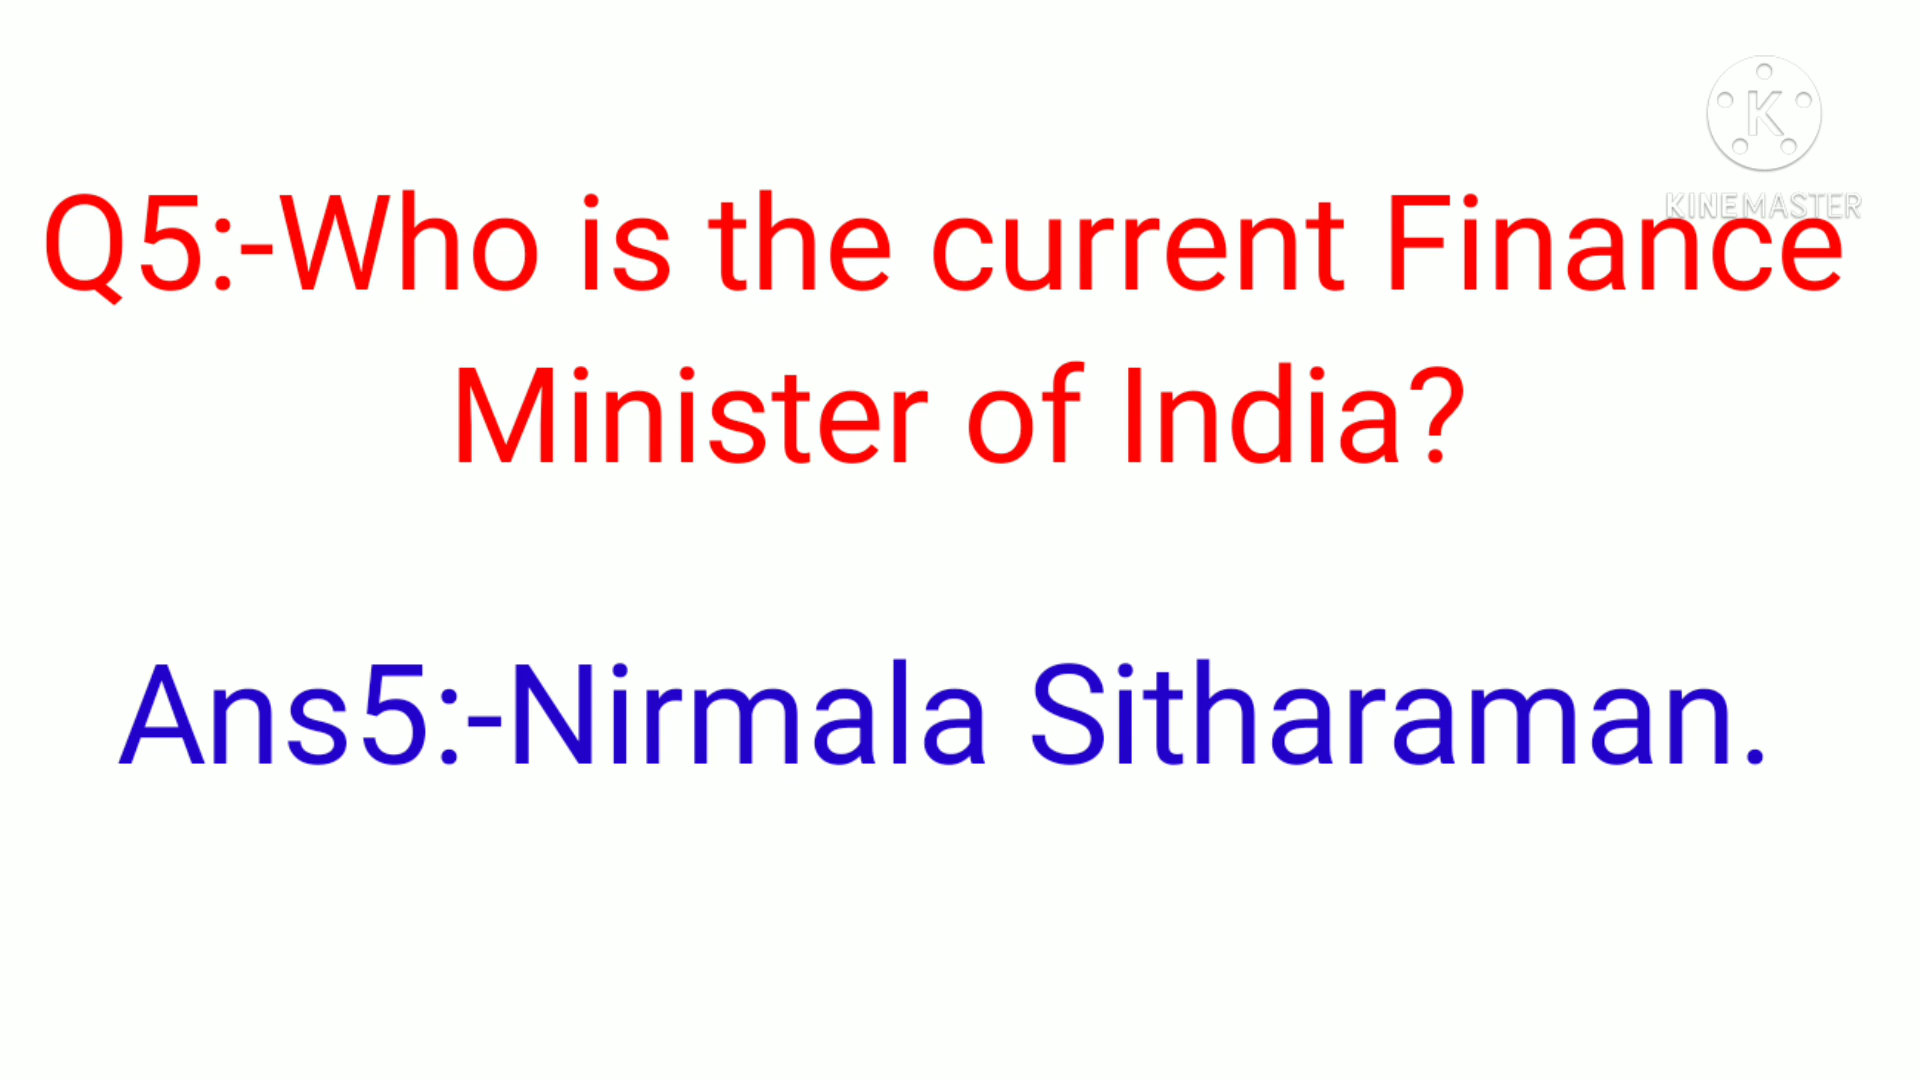 K
KINEMASTER
Q5:-Who is the current Finance
Minister of India?
Ans5:-Nirmala Sitharaman.